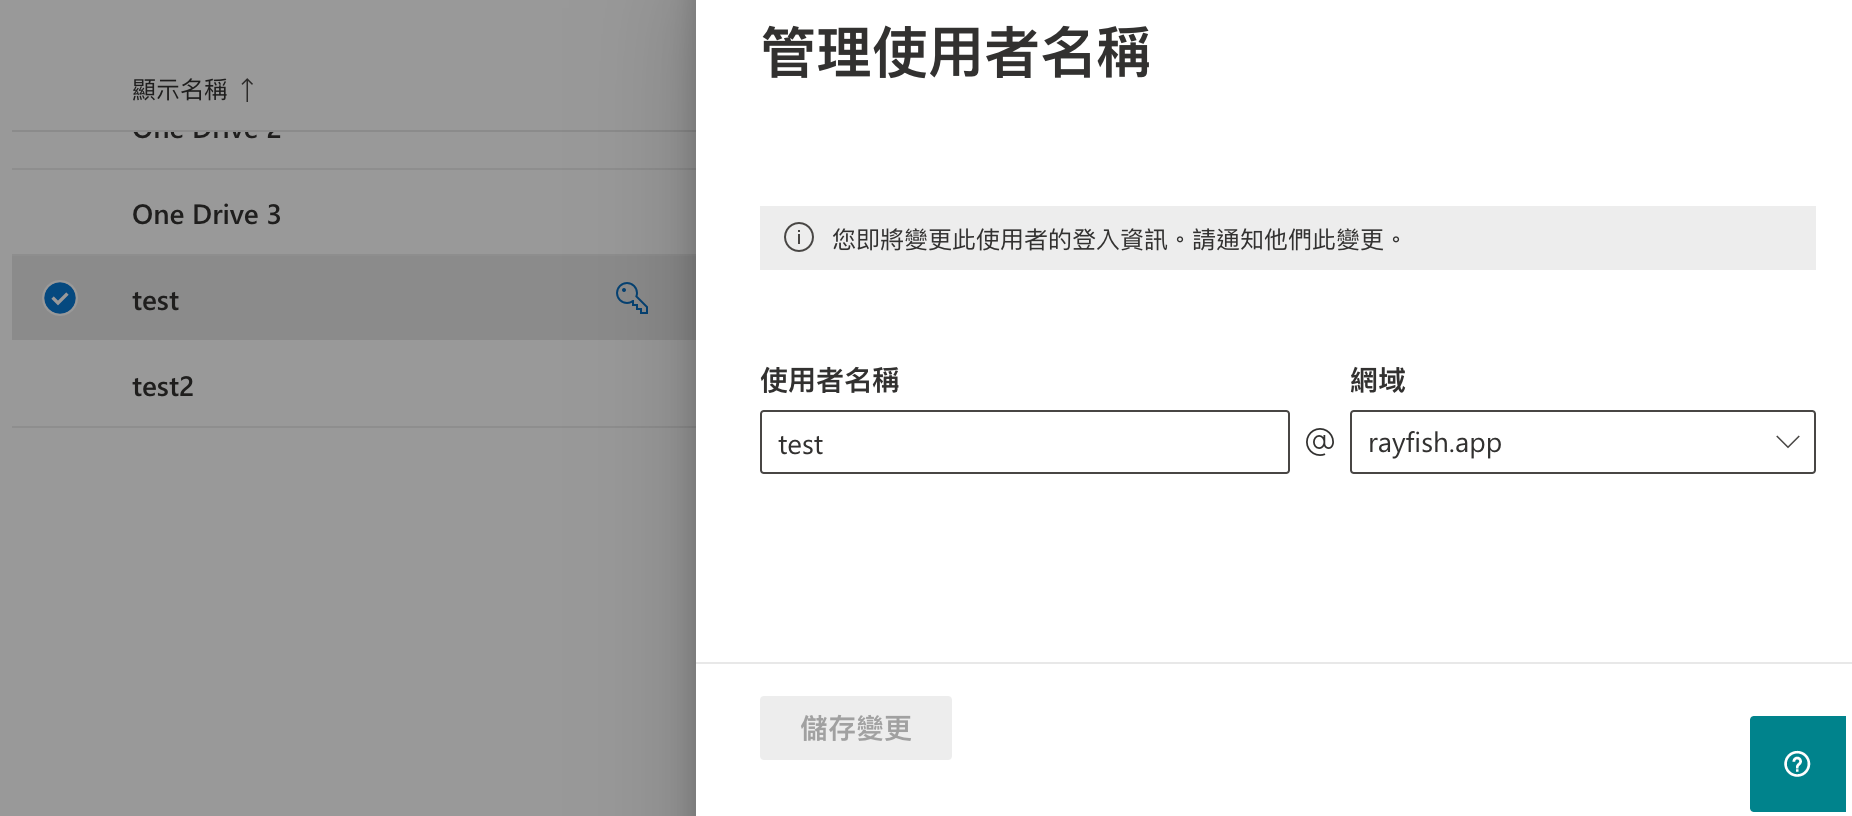 顯示名稱 ↑
One Drive 2
One Drive 3
test
test2
管理使用者名稱
您即將變更此使用者的登入資訊。請通知他們此變更。
使用者名稱
網域
test
@
rayfish.app
儲存變更